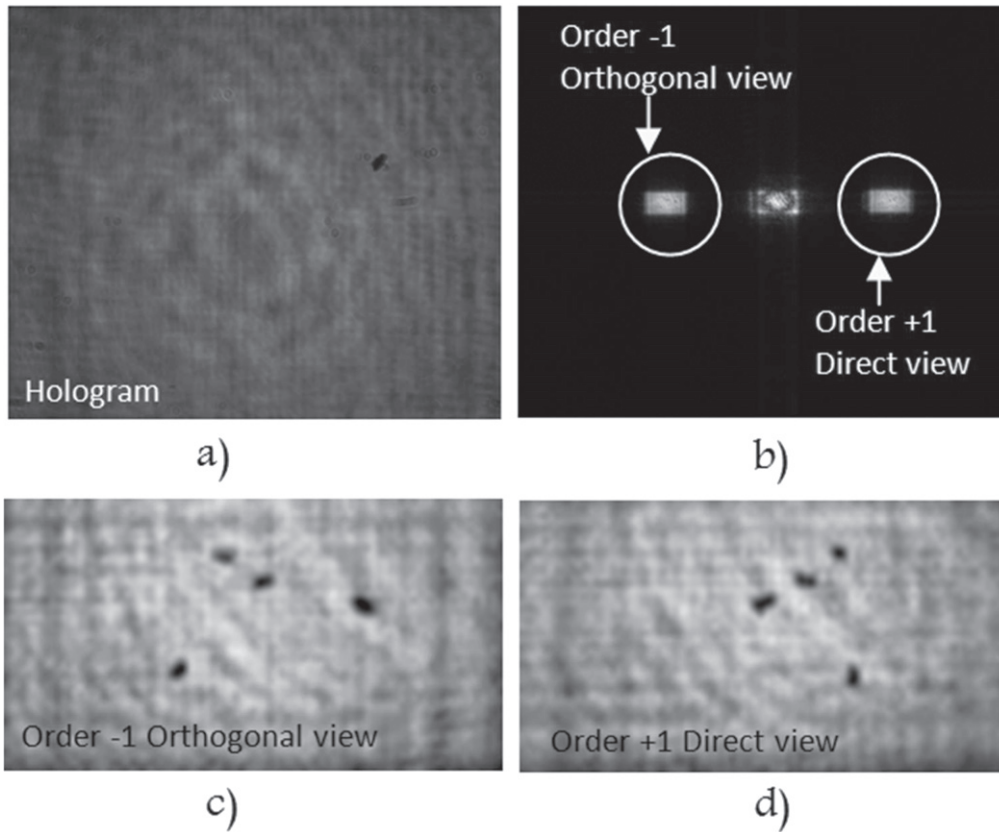 Order -1
Orthogonal view
Order +1
Direct view
Hologram
a)
b)
Order -1 Orthogonal view
Order +1 Direct view
c)
d)